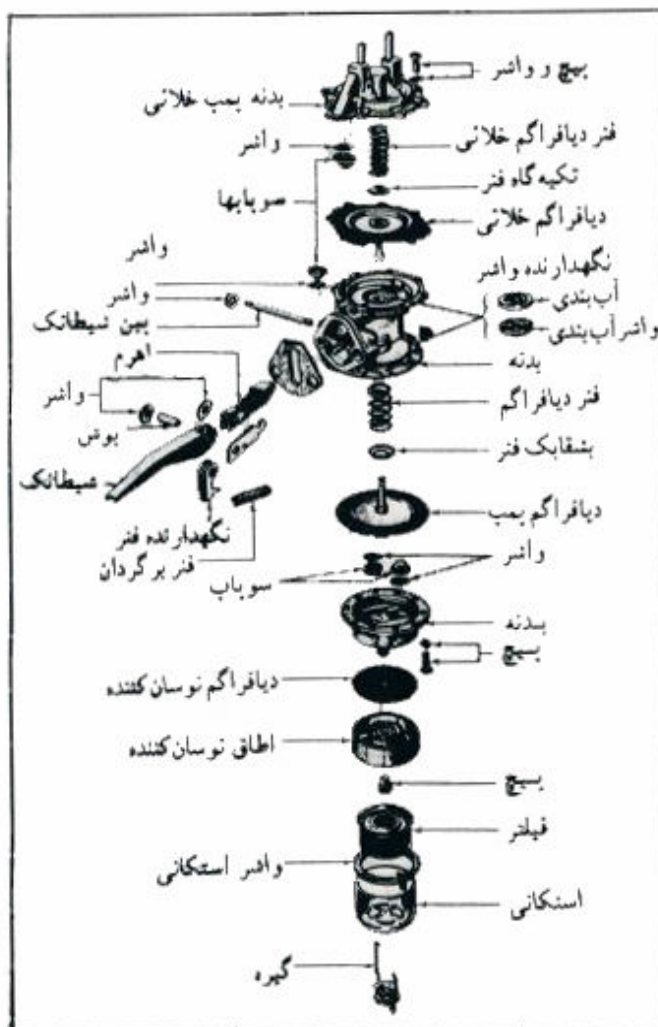 پیچ و واشر
بدنه پمپ خلائی
فنر دیافراگم خلائی
واشر
تکیه گاه فنر
سوپاپها
دیافراگم خلائی
واشر
نگهدارنده واشر
آب‌بندی
واشر
پین شیطانک
واشر آب‌بندی
اهرم
بدنه
واشر
فنر دیافراگم
بوش
بشقابک فنر
شیطانک
دیافراگم پمپ
نگهدارنده فنر
فنر برگردان
واشر
سوپاپ
بدنه
پیچ
دیافراگم نوسان‌کننده
اطاق نوسان‌کننده
پیچ
فیلتر
واشر استکانی
استکانی
گیره